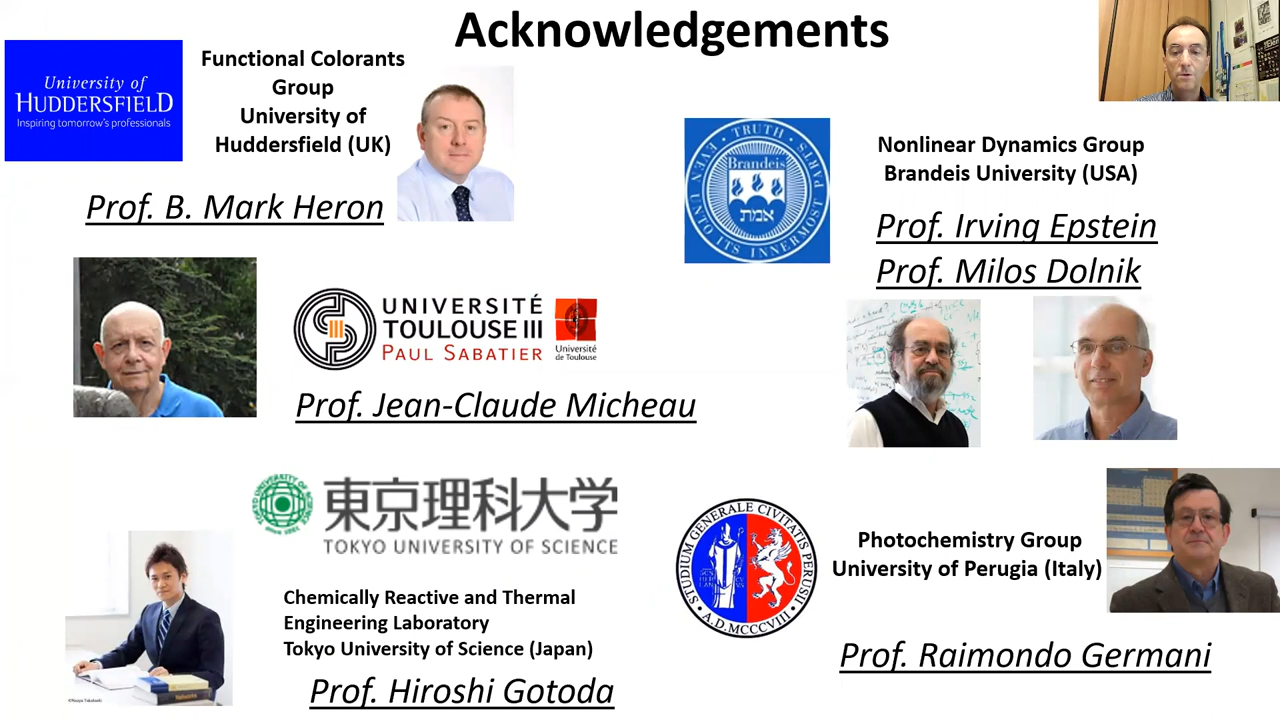 Acknowledgements
University of
HUDDERSFIELD
Inspiring tomorrow's professionals
Functional Colorants
Group
University of
Huddersfield (UK)
Prof. B. Mark Heron
TRUTH
EVEN UNTO ITS INNERMOST PARTS
Brandeis
אמת
Nonlinear Dynamics Group
Brandeis University (USA)
Prof. Irving Epstein
Prof. Milos Dolnik
UNIVERSITÉ
TOULOUSE III
PAUL SABATIER
Université
de Toulouse
Prof. Jean-Claude Micheau
東京理科大学
TOKYO UNIVERSITY OF SCIENCE
Chemically Reactive and Thermal
Engineering Laboratory
Tokyo University of Science (Japan)
Prof. Hiroshi Gotoda
STUDIUM GENERALE CIVITATIS PERUSII
A.D. MCCCVIII
Photochemistry Group
University of Perugia (Italy)
Prof. Raimondo Germani